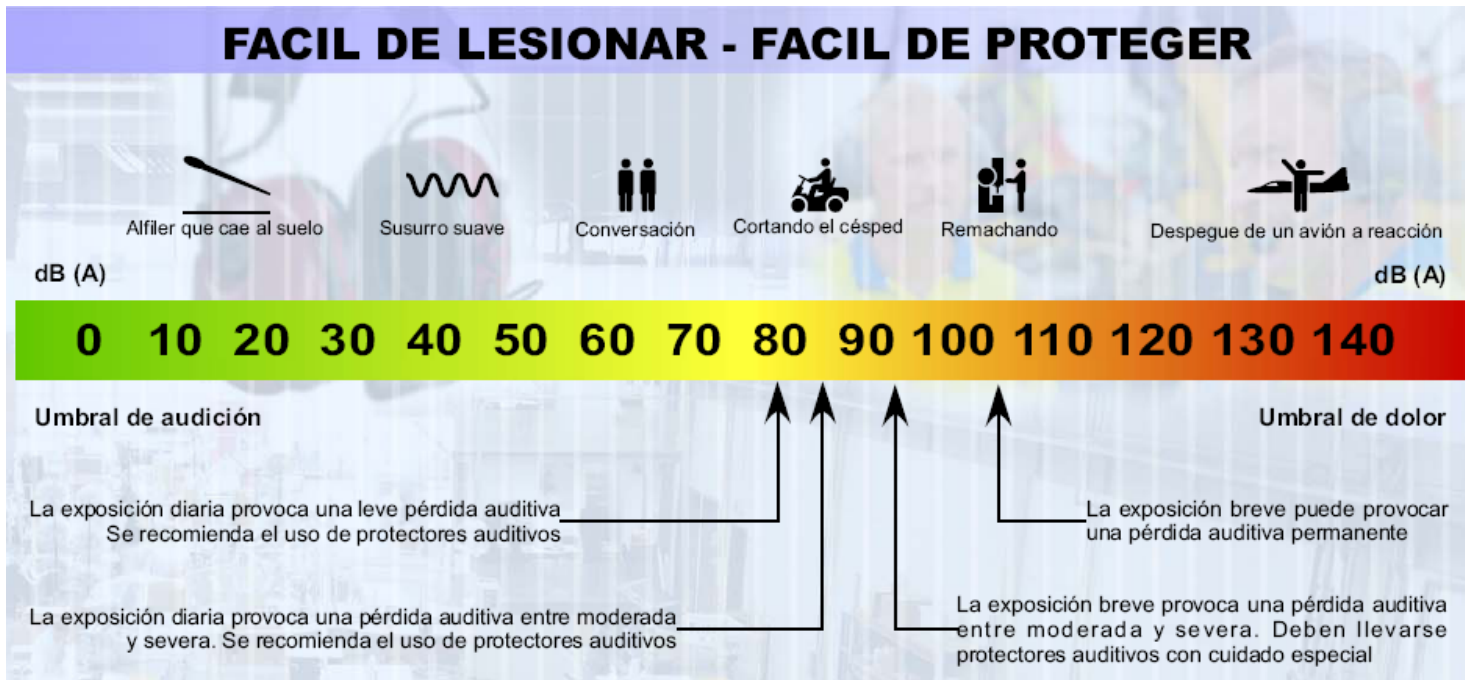 FACIL DE LESIONAR - FACIL DE PROTEGER
Alfiler que cae al suelo
Susurro suave
Conversación
Cortando el césped
Remachando
Despegue de un avión a reacción
dB (A)
dB (A)
0 10 20 30 40 50 60 70 80 90 100 110 120 130 140
Umbral de audición
Umbral de dolor
La exposición diaria provoca una leve pérdida auditiva
Se recomienda el uso de protectores auditivos
La exposición breve puede provocar
una pérdida auditiva permanente
La exposición diaria provoca una pérdida auditiva entre moderada
y severa. Se recomienda el uso de protectores auditivos
La exposición breve provoca una pérdida auditiva
entre moderada y severa. Deben llevarse
protectores auditivos con cuidado especial